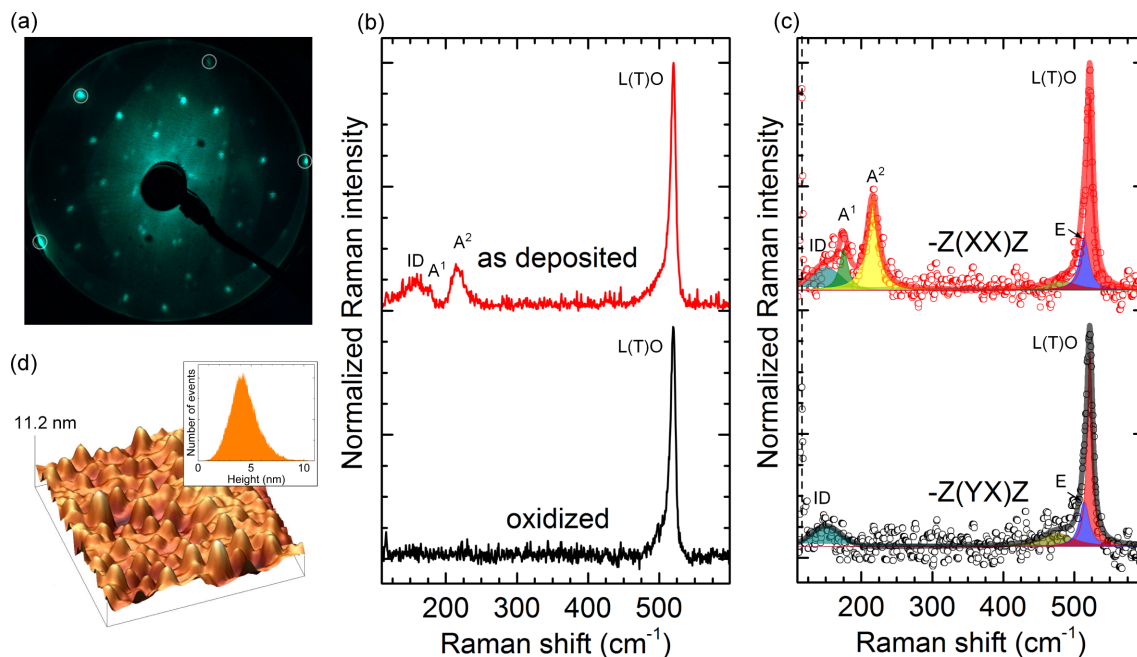 (a)
(b)
Normalized Raman intensity
L(T)O
ID
A¹
A²
as deposited
L(T)O
oxidized
100 200 300 400 500
Raman shift (cm⁻¹)
(c)
Normalized Raman intensity
L(T)O
A²
A¹
ID
E
-Z(XX)Z
L(T)O
ID
E
-Z(YX)Z
200 300 400 500
Raman shift (cm⁻¹)
(d)
11.2 nm
Number of events
0 5 10
Height (nm)